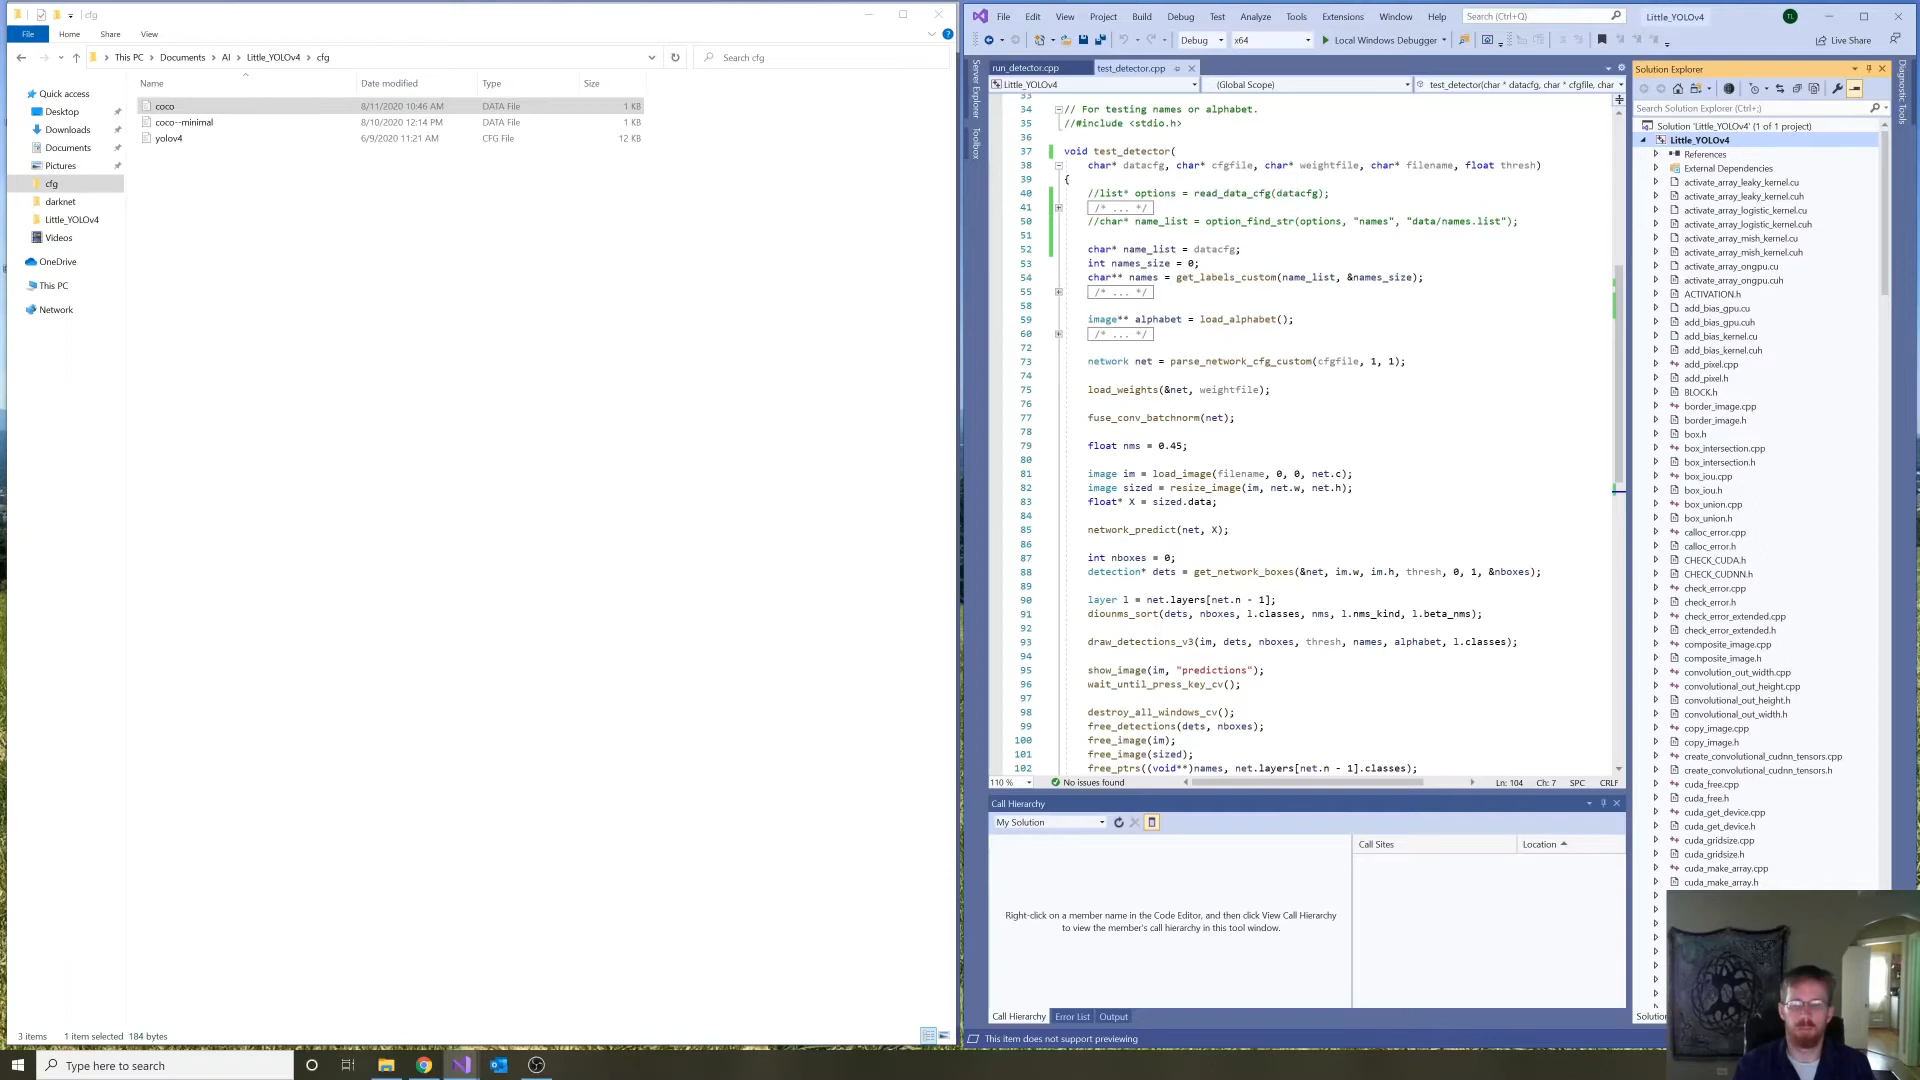 cfg
File
Home
Share
View
This PC
Documents
AI
Little_YOLOv4
cfg
Search cfg
Name
Date modified
Type
Size
coco
8/11/2020 10:46 AM
DATA File
1 KB
coco--minimal
8/10/2020 12:14 PM
DATA File
1 KB
yolov4
6/9/2020 11:21 AM
CFG File
12 KB
Quick access
Desktop
Downloads
Documents
Pictures
cfg
darknet
Little_YOLOv4
Videos
OneDrive
This PC
Network
3 items
1 item selected 184 bytes
Type here to search
File Edit View Project Build Debug Test Analyze Tools Extensions Window Help
Search (Ctrl+Q)
Little_YOLOv4
TL
Debug
x64
Local Windows Debugger
Live Share
Server Explorer
Toolbox
run_detector.cpp
test_detector.cpp
Little_YOLOv4
(Global Scope)
test_detector(char * datacfg, char * cfgfile, char
33
34 // For testing names or alphabet.
35 //#include <stdio.h>
36
37 void test_detector(
38 char* datacfg, char* cfgfile, char* weightfile, char* filename, float thresh)
39 {
40 //list* options = read_data_cfg(datacfg);
41 /* ... */
50 //char* name_list = option_find_str(options, "names", "data/names.list");
51
52 char* name_list = datacfg;
53 int names_size = 0;
54 char** names = get_labels_custom(name_list, &names_size);
55 /* ... */
58
59 image** alphabet = load_alphabet();
60 /* ... */
72
73 network net = parse_network_cfg_custom(cfgfile, 1, 1);
74
75 load_weights(&net, weightfile);
76
77 fuse_conv_batchnorm(net);
78
79 float nms = 0.45;
80
81 image im = load_image(filename, 0, 0, net.c);
82 image sized = resize_image(im, net.w, net.h);
83 float* X = sized.data;
84
85 network_predict(net, X);
86
87 int nboxes = 0;
88 detection* dets = get_network_boxes(&net, im.w, im.h, thresh, 0, 1, &nboxes);
89
90 layer l = net.layers[net.n - 1];
91 diounms_sort(dets, nboxes, l.classes, nms, l.nms_kind, l.beta_nms);
92
93 draw_detections_v3(im, dets, nboxes, thresh, names, alphabet, l.classes);
94
95 show_image(im, "predictions");
96 wait_until_press_key_cv();
97
98 destroy_all_windows_cv();
99 free_detections(dets, nboxes);
100 free_image(im);
101 free_image(sized);
102 free_ptrs((void**)names, net.layers[net.n - 1].classes);
110 %
No issues found
Ln: 104
Ch: 7
SPC
CRLF
Call Hierarchy
My Solution
Call Sites
Location
Right-click on a member name in the Code Editor, and then click View Call Hierarchy
to view the member's call hierarchy in this tool window.
Call Hierarchy
Error List
Output
This item does not support previewing
Solution Explorer
Search Solution Explorer (Ctrl+;)
Solution 'Little_YOLOv4' (1 of 1 project)
Little_YOLOv4
References
External Dependencies
activate_array_leaky_kernel.cu
activate_array_leaky_kernel.cuh
activate_array_logistic_kernel.cu
activate_array_logistic_kernel.cuh
activate_array_mish_kernel.cu
activate_array_mish_kernel.cuh
activate_array_ongpu.cu
activate_array_ongpu.cuh
ACTIVATION.h
add_bias_gpu.cu
add_bias_gpu.cuh
add_bias_kernel.cu
add_bias_kernel.cuh
add_pixel.cpp
add_pixel.h
BLOCK.h
border_image.cpp
border_image.h
box.h
box_intersection.cpp
box_intersection.h
box_iou.cpp
box_iou.h
box_union.cpp
box_union.h
calloc_error.cpp
calloc_error.h
CHECK_CUDA.h
CHECK_CUDNN.h
check_error.cpp
check_error.h
check_error_extended.cpp
check_error_extended.h
composite_image.cpp
composite_image.h
convolution_out_width.cpp
convolutional_out_height.cpp
convolutional_out_height.h
convolutional_out_width.h
copy_image.cpp
copy_image.h
create_convolutional_cudnn_tensors.cpp
create_convolutional_cudnn_tensors.h
cuda_free.cpp
cuda_free.h
cuda_get_device.cpp
cuda_get_device.h
cuda_gridsize.cpp
cuda_gridsize.h
cuda_make_array.cpp
cuda_make_array.h
Solutio
Diagnostic Tools